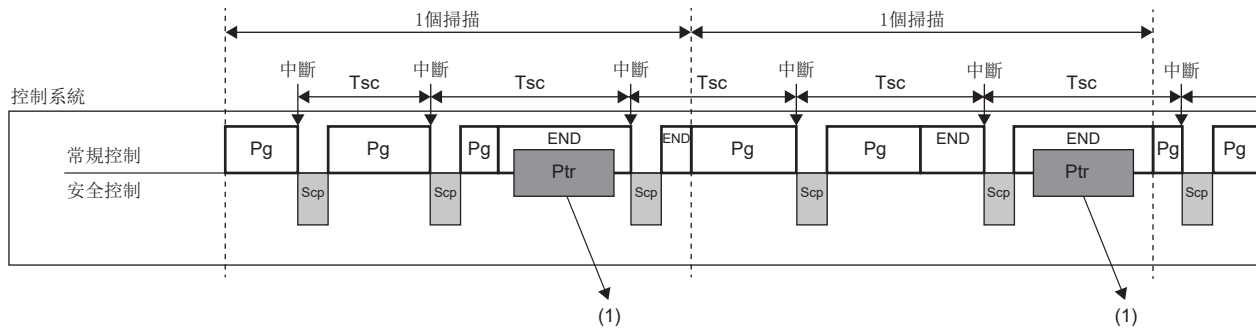 1個掃描 1個掃描
中斷 Tsc 中斷 Tsc 中斷 Tsc 中斷 Tsc 中斷 Tsc 中斷
控制系統
常規控制 Pg Pg Pg END END Pg Pg END END Pg Pg
Ptr Ptr
安全控制 Scp Scp Scp Scp Scp Scp
(1) (1)